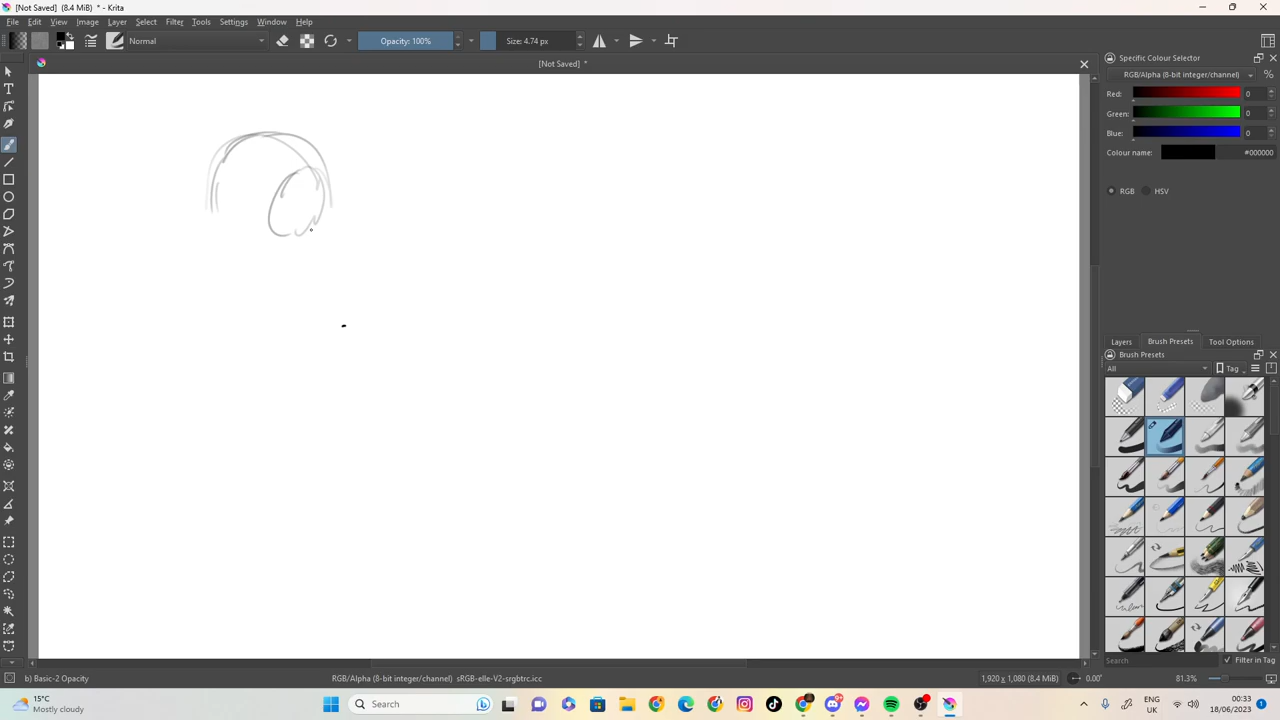 [Not Saved] (8.4 MiB) * - Krita
File Edit View Image Layer Select Filter Tools Settings Window Help
Normal Opacity: 100% Size: 4.74 px
[Not Saved] *
Specific Colour Selector
RGB/Alpha (8-bit integer/channel) %
Red: 0
Green: 0
Blue: 0
Colour name: #000000
RGB HSV
Layers Brush Presets Tool Options
Brush Presets
All Tag
Search Filter in Tag
b) Basic-2 Opacity RGB/Alpha (8-bit integer/channel) sRGB-elle-V2-srgbtrc.icc 1,920 x 1,080 (8.4 MiB) 0.00° 81.3%
15°C
Mostly cloudy
Search
ENG
UK
00:33
18/06/2023